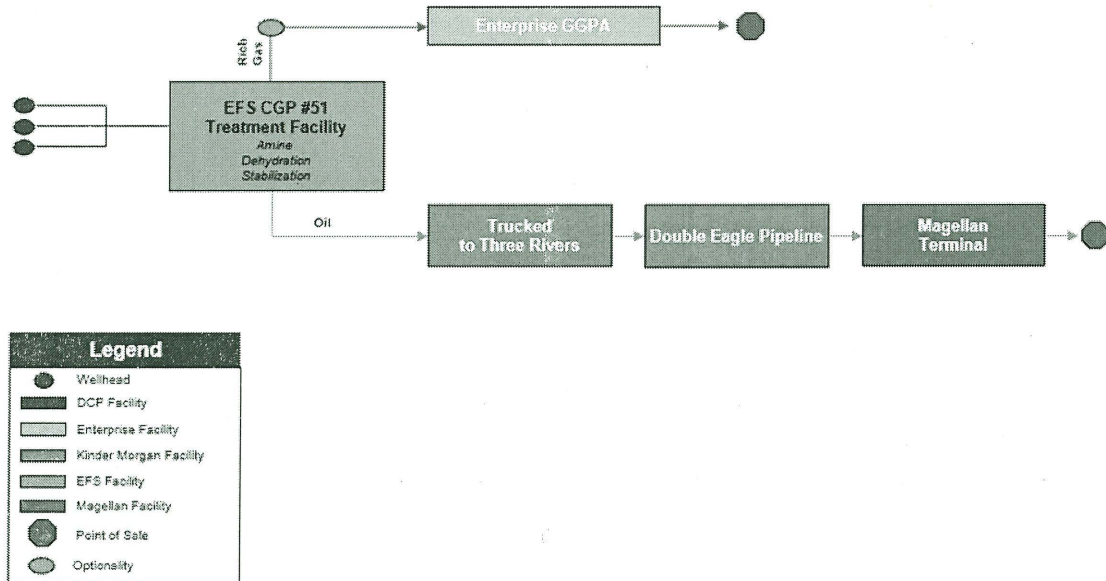 Enterprise GGPA
Rich
Gas
EFS CGP #51
Treatment Facility
Amine
Dehydration
Stabilization
Oil
Trucked
to Three Rivers
Double Eagle Pipeline
Magellan
Terminal
Legend
Wellhead
DCP Facility
Enterprise Facility
Kinder Morgan Facility
EFS Facility
Magellan Facility
Point of Sale
Optionality